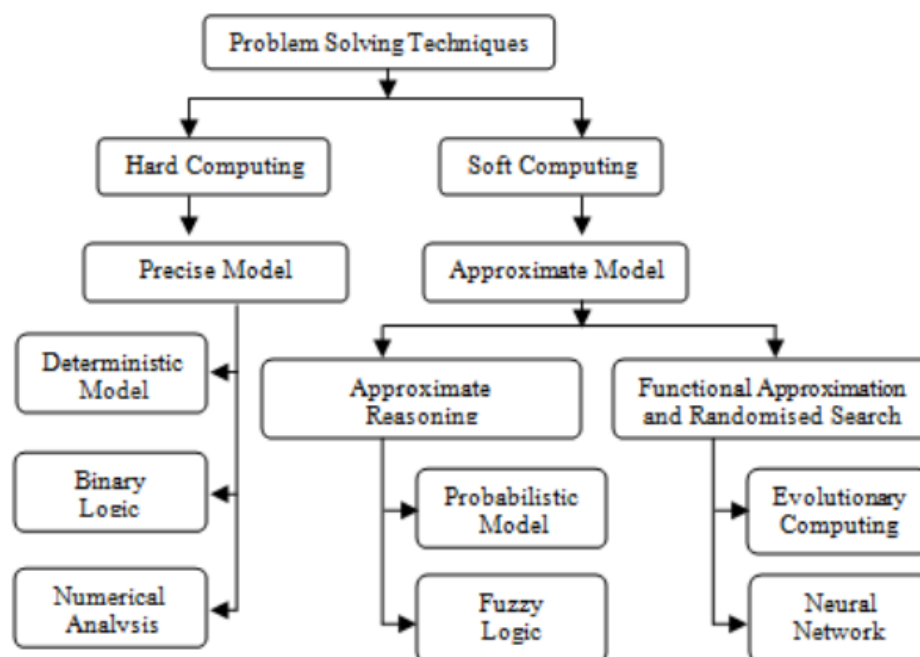 Problem Solving Techniques
Hard Computing
Soft Computing
Precise Model
Approximate Model
Deterministic
Model
Approximate
Reasoning
Functional Approximation
and Randomised Search
Binary
Logic
Probabilistic
Model
Evolutionary
Computing
Numerical
Analysis
Fuzzy
Logic
Neural
Network